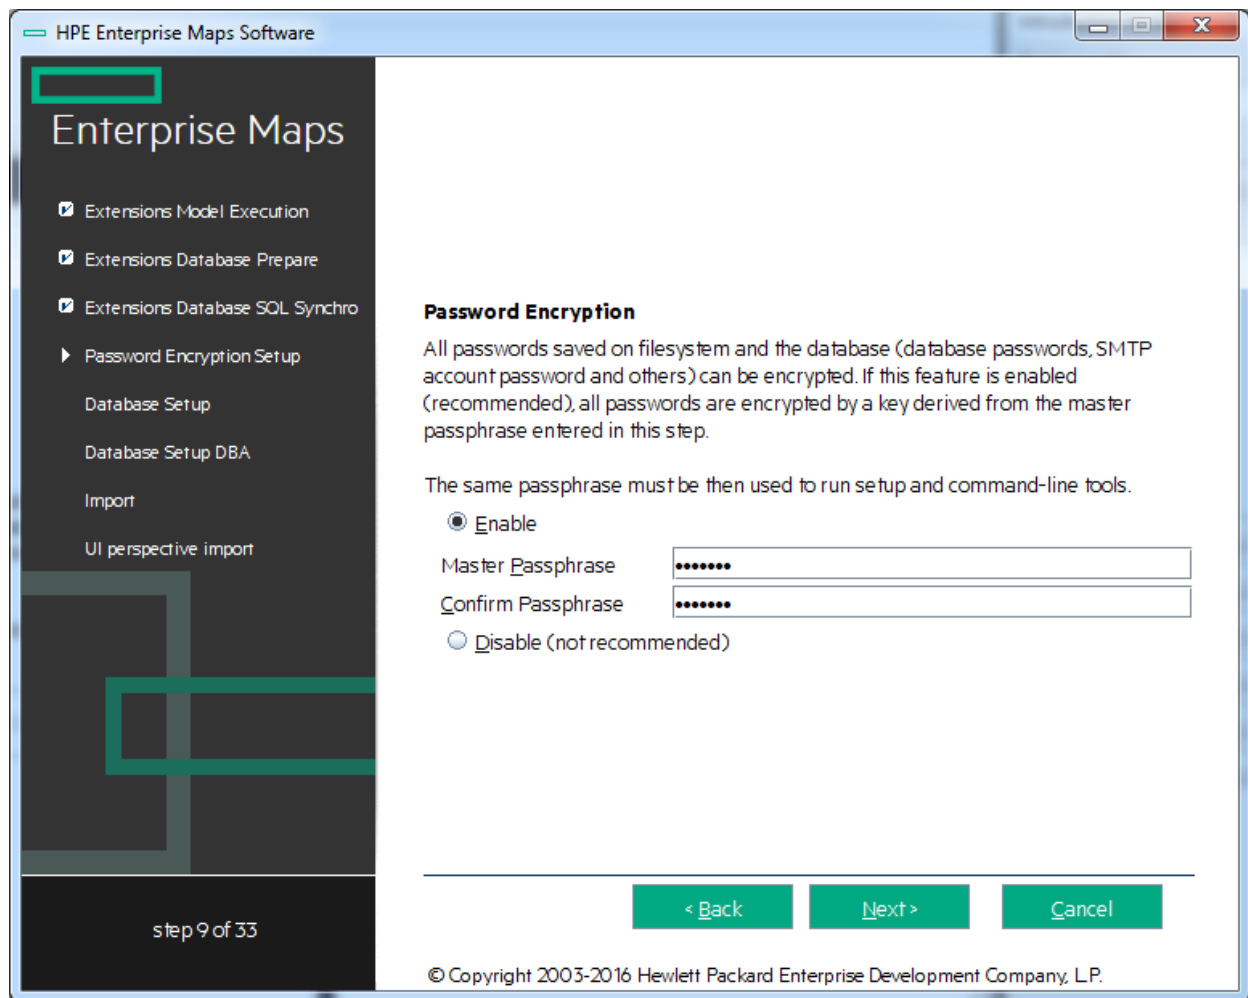 HPE Enterprise Maps Software
Enterprise Maps
Extensions Model Execution
Extensions Database Prepare
Extensions Database SQL Synchro
Password Encryption Setup
Database Setup
Database Setup DBA
Import
UI perspective import
step 9 of 33
Password Encryption
All passwords saved on filesystem and the database (database passwords, SMTP
account password and others) can be encrypted. If this feature is enabled
(recommended), all passwords are encrypted by a key derived from the master
passphrase entered in this step.
The same passphrase must be then used to run setup and command-line tools.
Enable
Master Passphrase •••••••
Confirm Passphrase •••••••
Disable (not recommended)
< Back Next > Cancel
© Copyright 2003-2016 Hewlett Packard Enterprise Development Company, L.P.